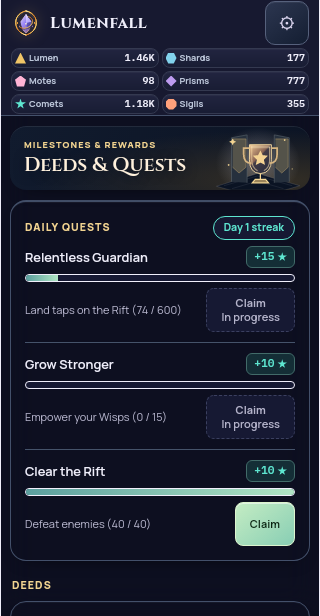 LUMENFALL
Lumen 1.46K
Shards 177
Motes 98
Prisms 777
Comets 1.18K
Sigils 355
MILESTONES & REWARDS
DEEDS & QUESTS
DAILY QUESTS
Day 1 streak
Relentless Guardian
+15 ★
Land taps on the Rift (74 / 600)
Claim
In progress
Grow Stronger
+10 ★
Empower your Wisps (0 / 15)
Claim
In progress
Clear the Rift
+10 ★
Defeat enemies (40 / 40)
Claim
DEEDS